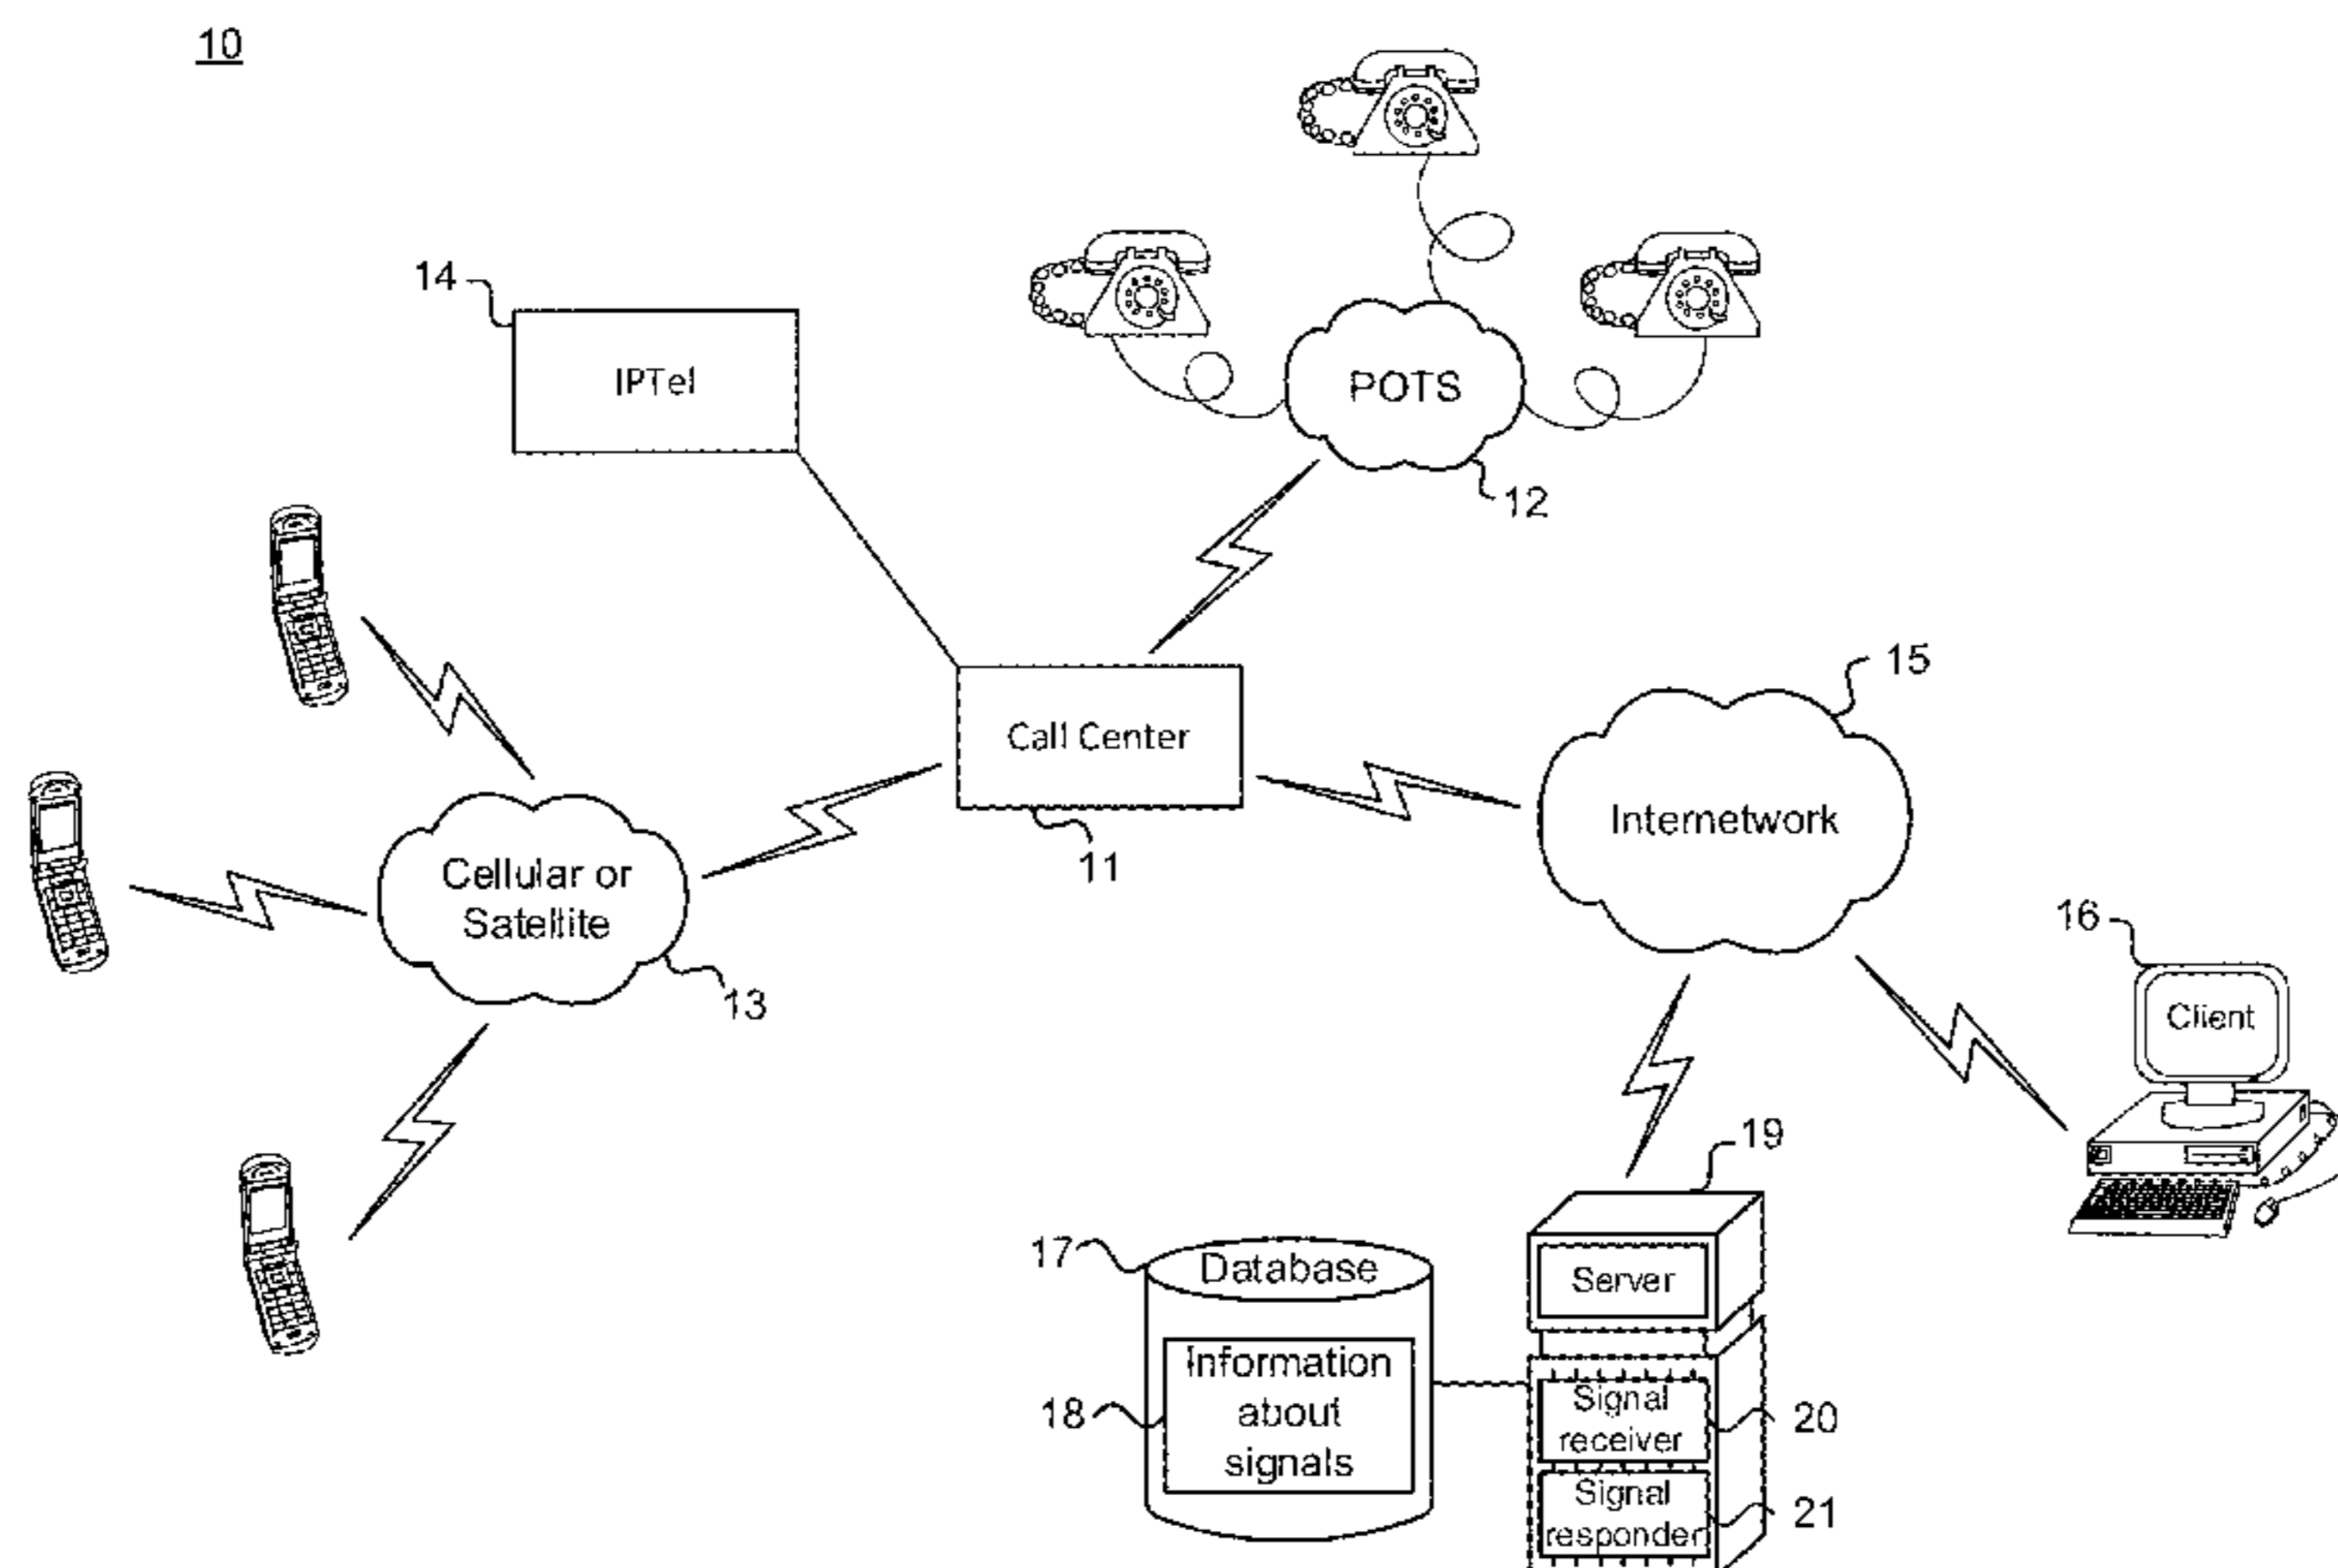 10
14
IPTel
POTS
12
15
Call Center
11
Internetwork
Cellular or
Satellite
13
16
Client
19
17
Database
Server
18
Information
about
signals
Signal
receiver
20
Signal
responder
21